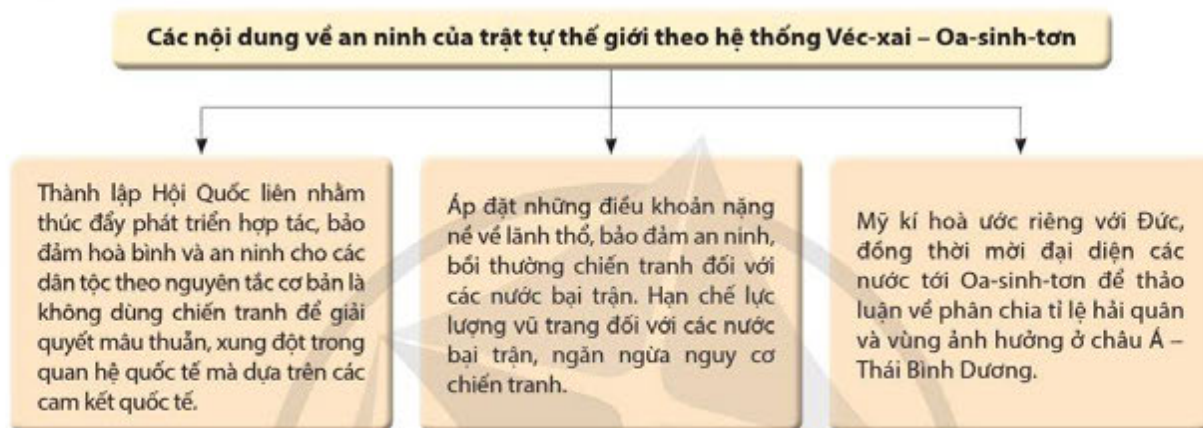 Các nội dung về an ninh của trật tự thế giới theo hệ thống Véc-xai – Oa-sinh-tơn
Thành lập Hội Quốc liên nhằm
thúc đẩy phát triển hợp tác, bảo
đảm hoà bình và an ninh cho các
dân tộc theo nguyên tắc cơ bản là
không dùng chiến tranh để giải
quyết mâu thuẫn, xung đột trong
quan hệ quốc tế mà dựa trên các
cam kết quốc tế.
Áp đặt những điều khoản nặng
nề về lãnh thổ, bảo đảm an ninh,
bồi thường chiến tranh đối với
các nước bại trận. Hạn chế lực
lượng vũ trang đối với các nước
bại trận, ngăn ngừa nguy cơ
chiến tranh.
Mỹ kí hoà ước riêng với Đức,
đồng thời mời đại diện các
nước tới Oa-sinh-tơn để thảo
luận về phân chia tỉ lệ hải quân
và vùng ảnh hưởng ở châu Á –
Thái Bình Dương.